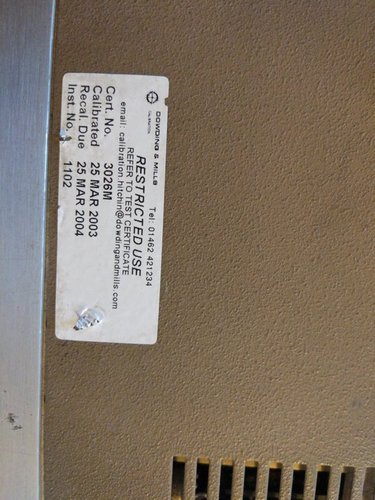 DOWDING & MILLS
CALIBRATION
Tel: 01462 421234
email: calibration.hitchin@dowdingandmills.com
RESTRICTED USE
REFER TO TEST CERTIFICATE
Cert. No. 3026M
Calibrated 25 MAR 2003
Recal. Due 25 MAR 2004
Inst. No. 1102